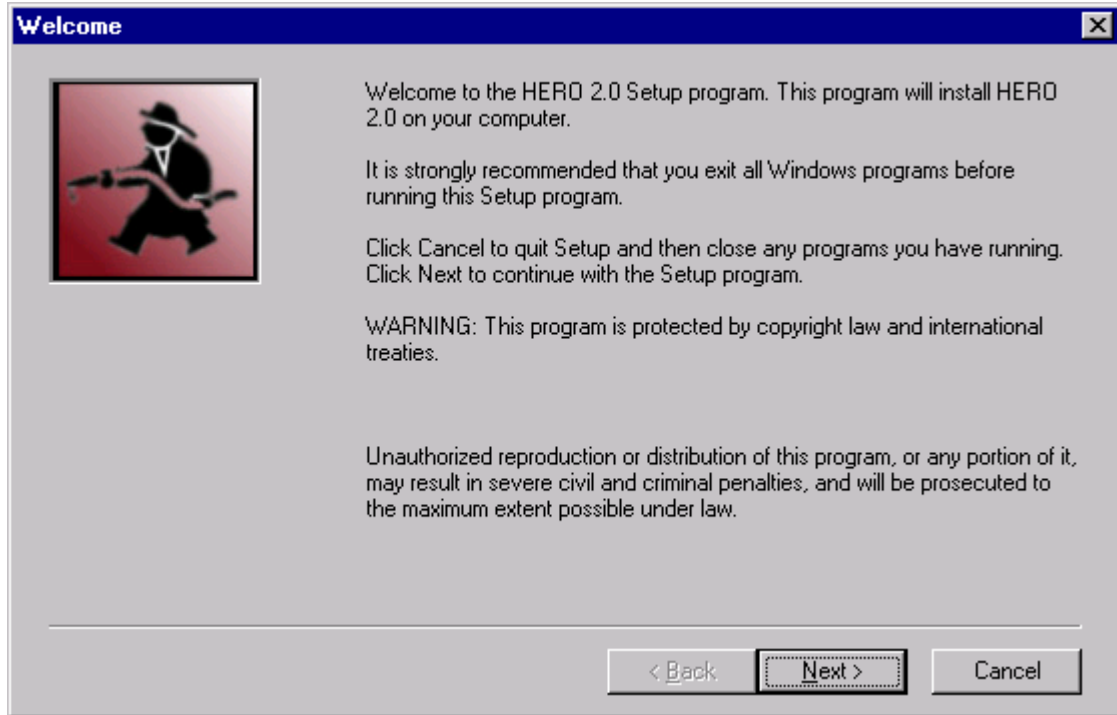 Welcome
Welcome to the HERO 2.0 Setup program. This program will install HERO
2.0 on your computer.
It is strongly recommended that you exit all Windows programs before
running this Setup program.
Click Cancel to quit Setup and then close any programs you have running.
Click Next to continue with the Setup program.
WARNING: This program is protected by copyright law and international
treaties.
Unauthorized reproduction or distribution of this program, or any portion of it,
may result in severe civil and criminal penalties, and will be prosecuted to
the maximum extent possible under law.
< Back Next > Cancel